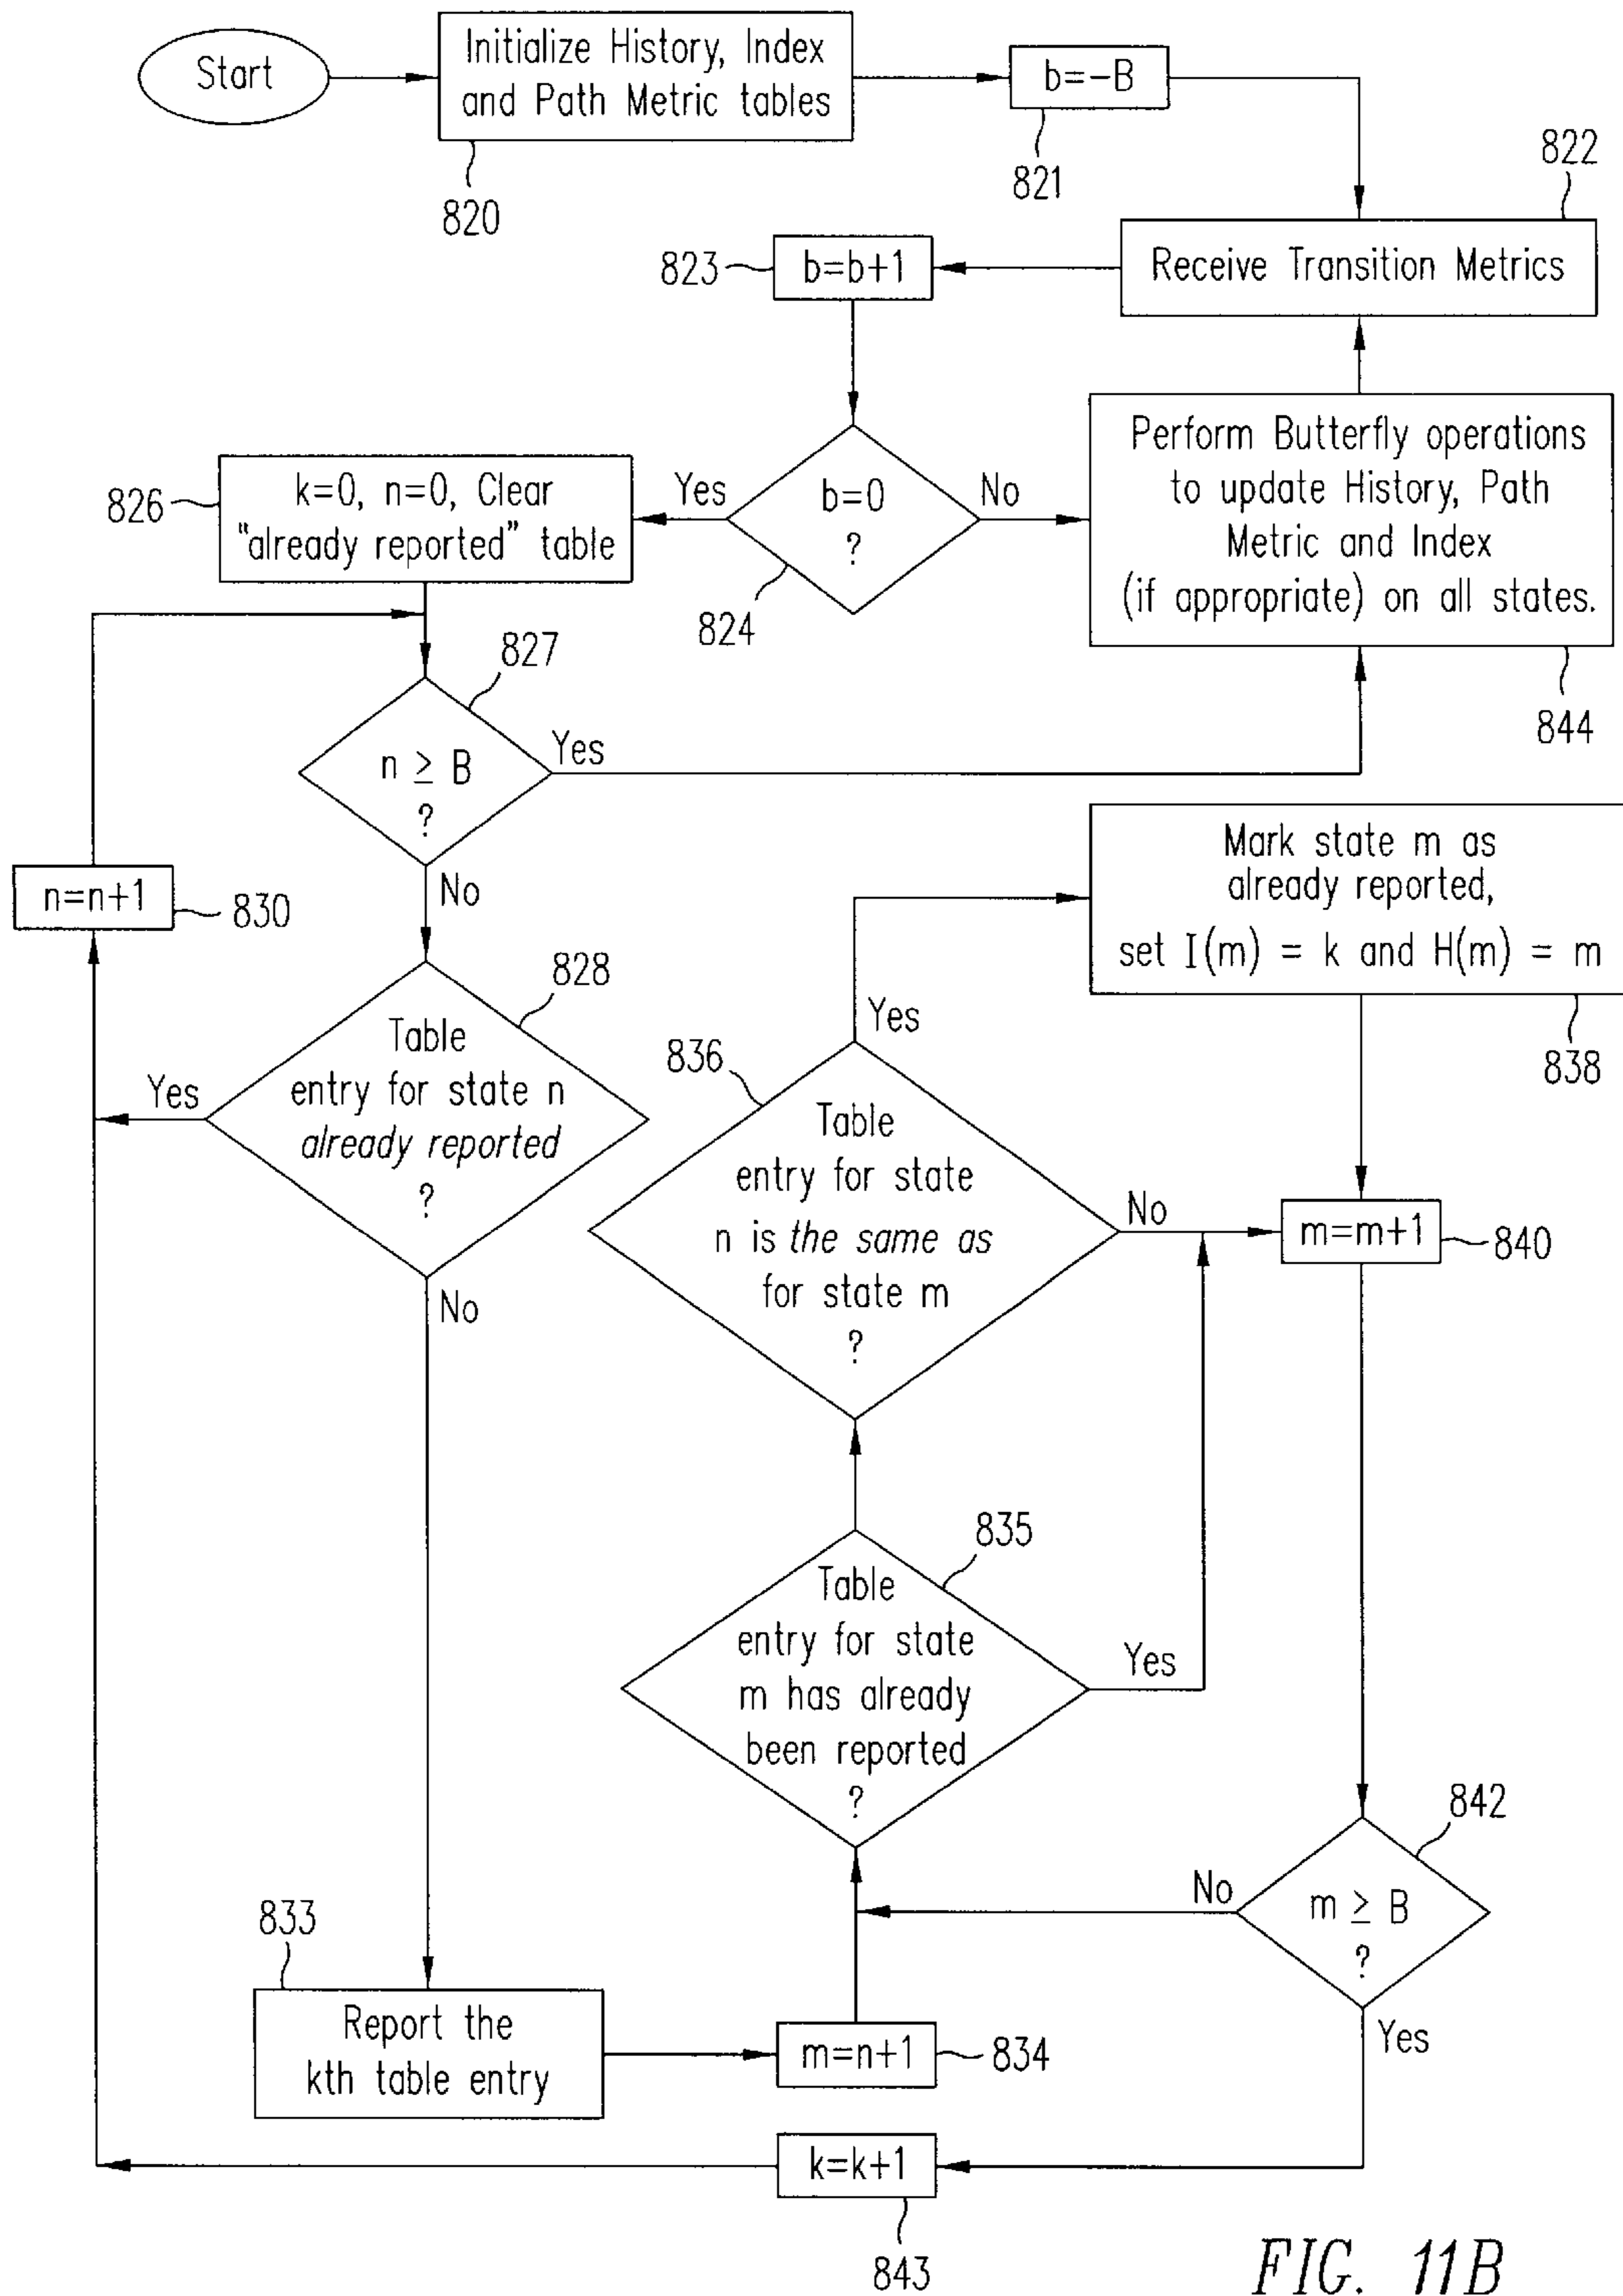 Start
Initialize History, Index
and Path Metric tables
820
b=-B
821
822
Receive Transition Metrics
823
b=b+1
b=0
?
824
Yes
No
826
k=0, n=0, Clear
"already reported" table
Perform Butterfly operations
to update History, Path
Metric and Index
(if appropriate) on all states.
844
827
n ≥ B
?
Yes
No
n=n+1
830
828
Table
entry for state n
already reported
?
Yes
No
Mark state m as
already reported,
set I(m) = k and H(m) = m
838
836
Yes
Table
entry for state
n is the same as
for state m
?
No
m=m+1
840
835
Table
entry for state
m has already
been reported
?
Yes
842
m ≥ B
?
No
Yes
833
Report the
kth table entry
m=n+1
834
k=k+1
843
FIG. 11B